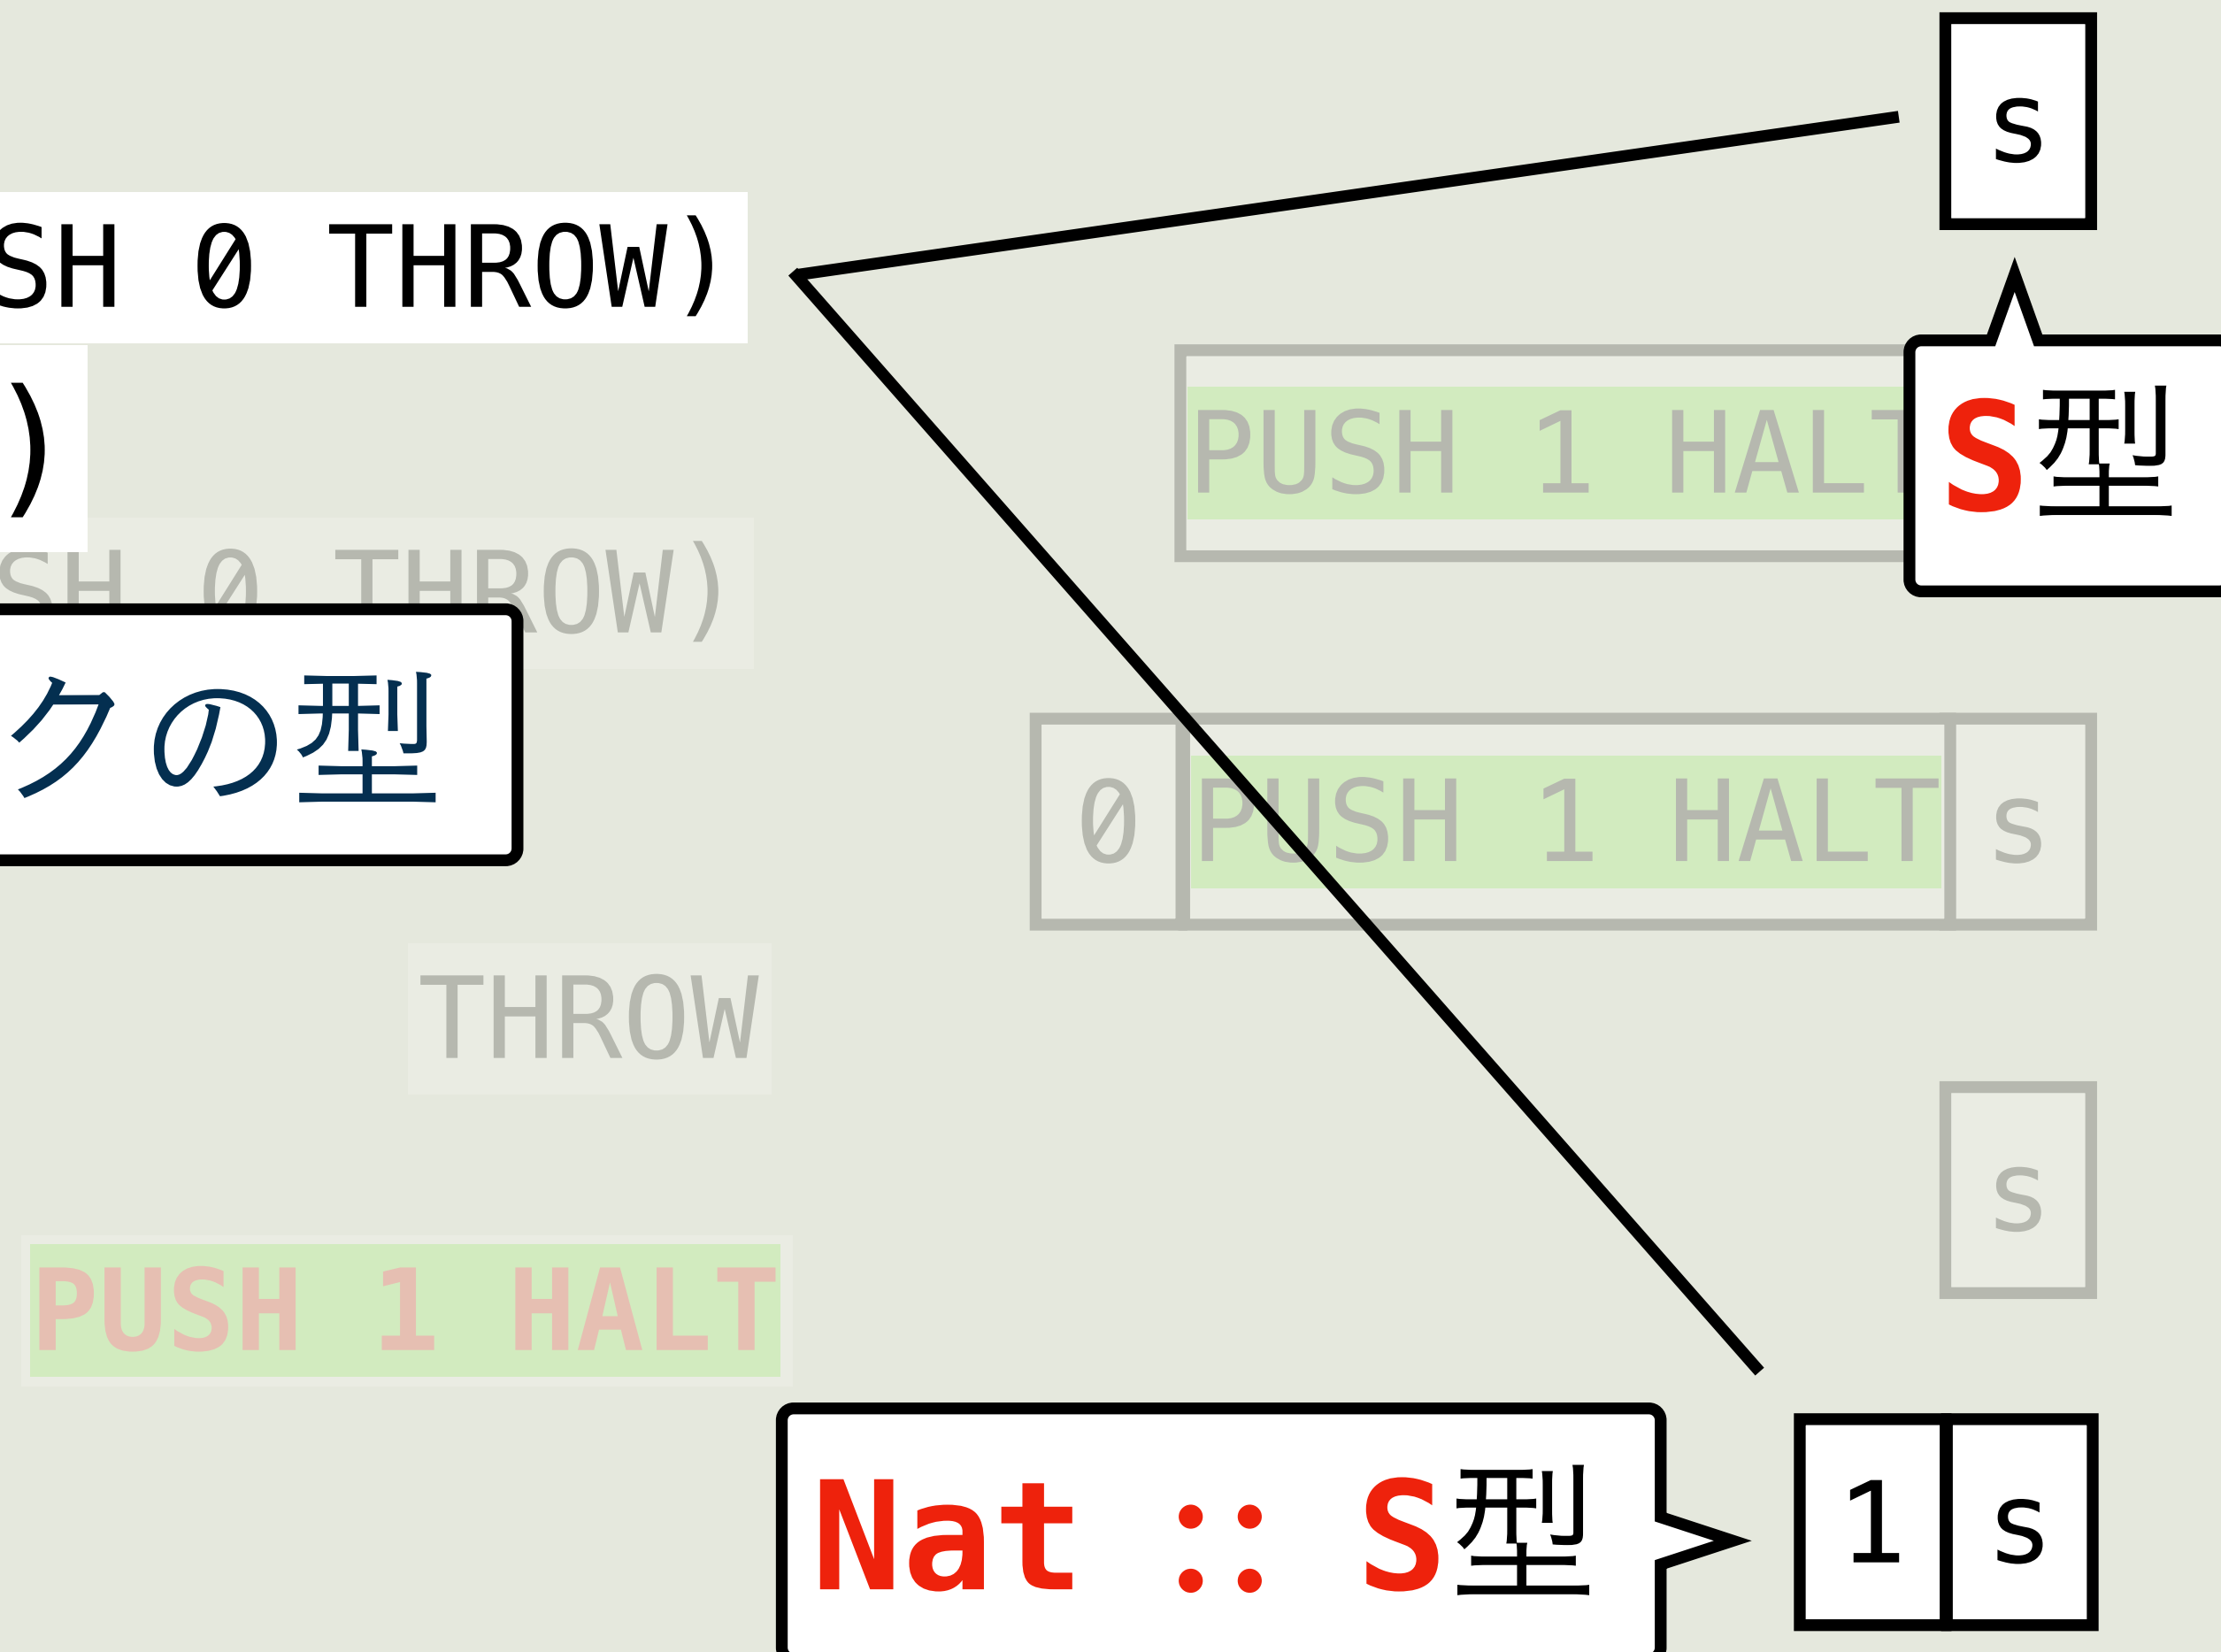 s
SH 0 THROW)
)
PUSH 1 HALT
S型
SH 0 THROW)
クの型
0 PUSH 1 HALT s
THROW
s
PUSH 1 HALT
Nat :: S型
1 s